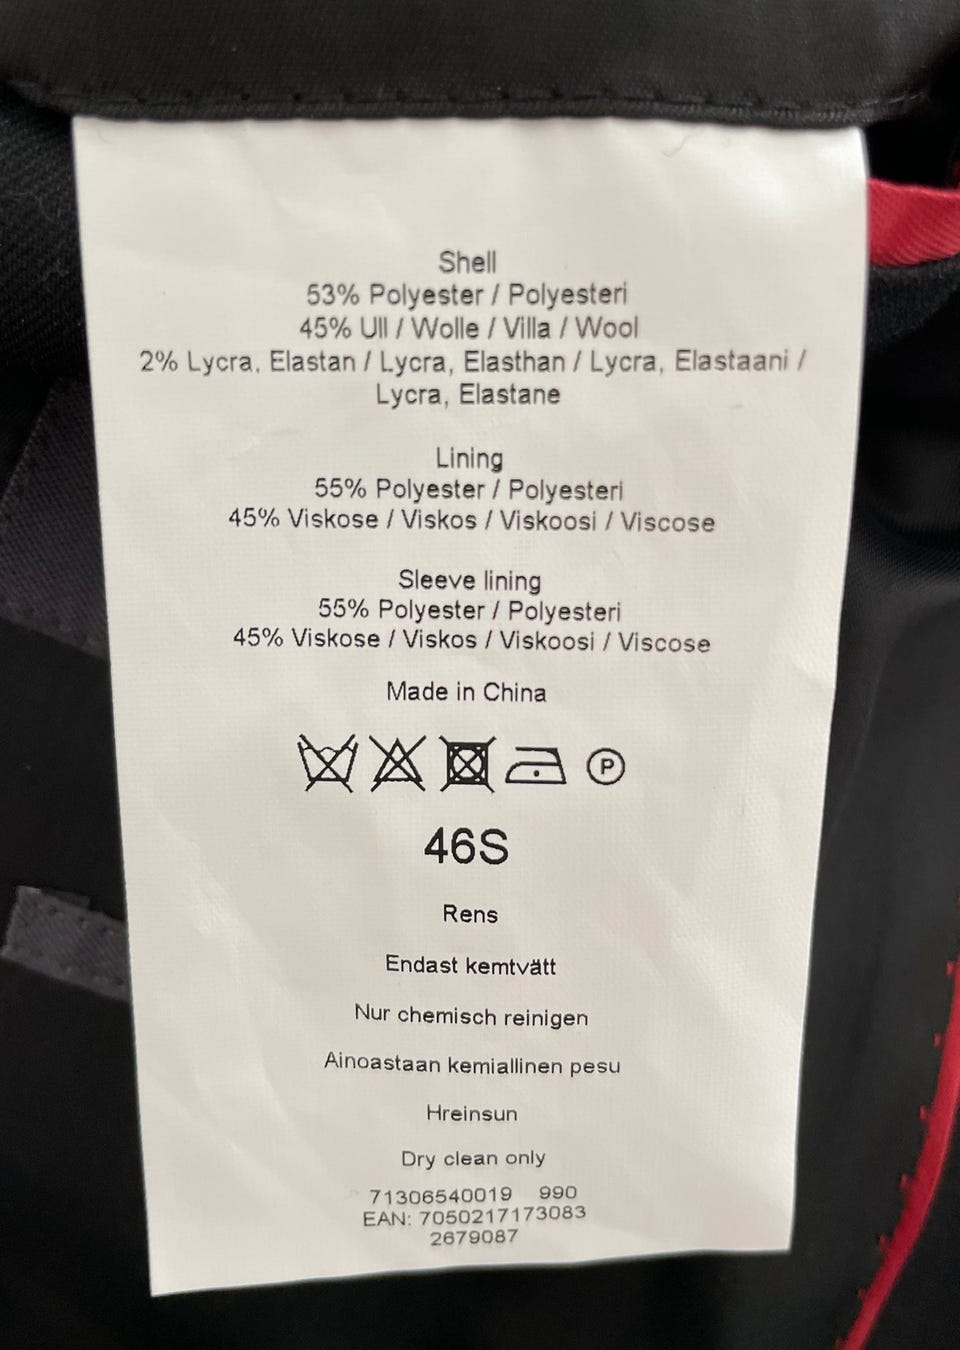 Shell
53% Polyester / Polyesteri
45% Ull / Wolle / Villa / Wool
2% Lycra, Elastan / Lycra, Elasthan / Lycra, Elastaani /
Lycra, Elastane
Lining
55% Polyester / Polyesteri
45% Viskose / Viskos / Viskoosi / Viscose
Sleeve lining
55% Polyester / Polyesteri
45% Viskose / Viskos / Viskoosi / Viscose
Made in China
P
46S
Rens
Endast kemtvätt
Nur chemisch reinigen
Ainoastaan kemiallinen pesu
Hreinsun
Dry clean only
71306540019 990
EAN: 7050217173083
2679087